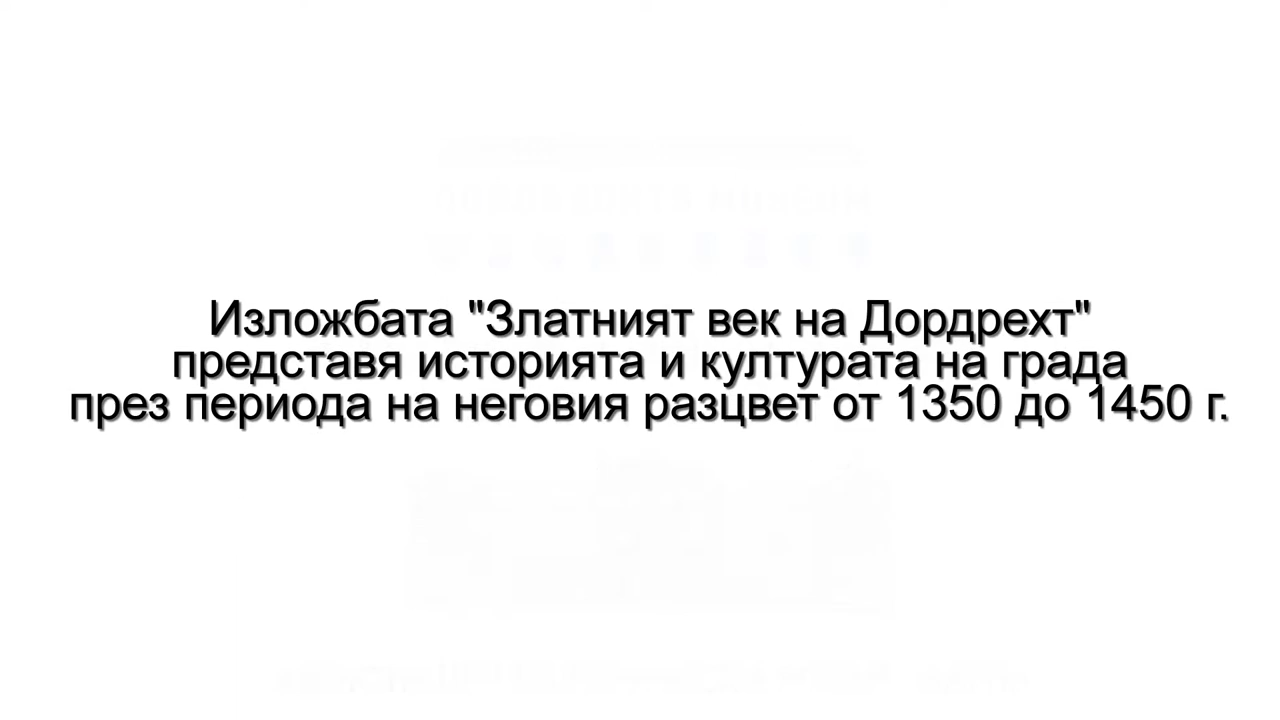 Изложбата "Златният век на Дордрехт"
представя историята и културата на града
през периода на неговия разцвет от 1350 до 1450 г.